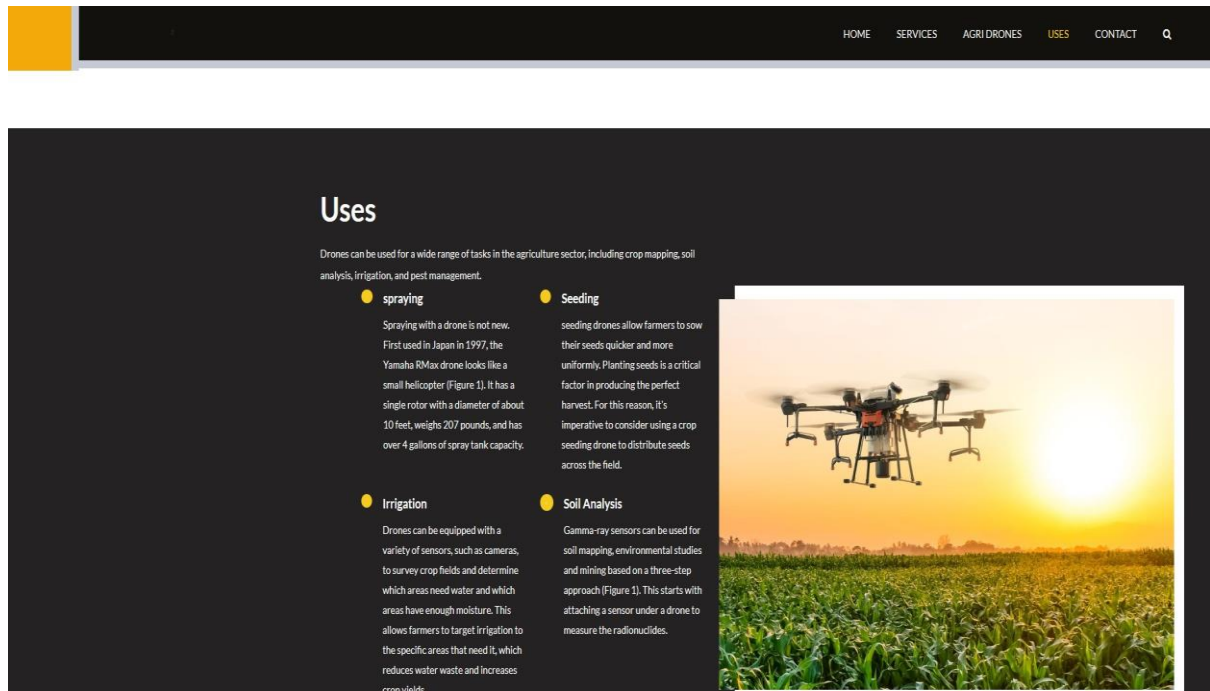 HOME SERVICES AGRI DRONES USES CONTACT
Uses
Drones can be used for a wide range of tasks in the agriculture sector, including crop mapping, soil
analysis, irrigation, and pest management.
spraying
Spraying with a drone is not new.
First used in Japan in 1997, the
Yamaha RMax drone looks like a
small helicopter (Figure 1). It has a
single rotor with a diameter of about
10 feet, weighs 207 pounds, and has
over 4 gallons of spray tank capacity.
Seeding
seeding drones allow farmers to sow
their seeds quicker and more
uniformly. Planting seeds is a critical
factor in producing the perfect
harvest. For this reason, it's
imperative to consider using a crop
seeding drone to distribute seeds
across the field.
Irrigation
Drones can be equipped with a
variety of sensors, such as cameras,
to survey crop fields and determine
which areas need water and which
areas have enough moisture. This
allows farmers to target irrigation to
the specific areas that need it, which
reduces water waste and increases
crop yields.
Soil Analysis
Gamma-ray sensors can be used for
soil mapping, environmental studies
and mining based on a three-step
approach (Figure 1). This starts with
attaching a sensor under a drone to
measure the radionuclides.